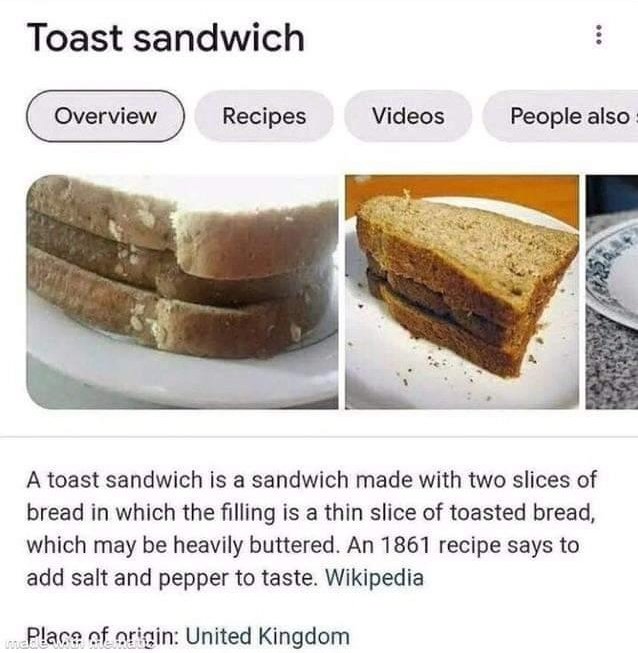 Toast sandwich
Overview
Recipes
Videos
People also
A toast sandwich is a sandwich made with two slices of
bread in which the filling is a thin slice of toasted bread,
which may be heavily buttered. An 1861 recipe says to
add salt and pepper to taste. Wikipedia
Place of origin: United Kingdom
made with mematic